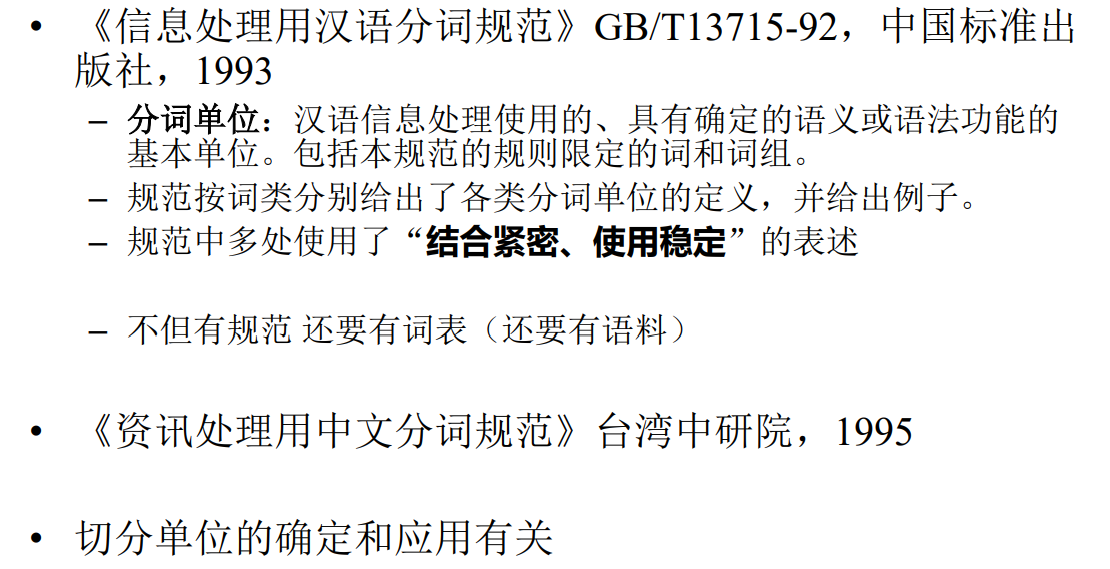 • 《信息处理用汉语分词规范》GB/T13715-92，中国标准出
版社，1993
– 分词单位：汉语信息处理使用的、具有确定的语义或语法功能的
基本单位。包括本规范的规则限定的词和词组。
– 规范按词类分别给出了各类分词单位的定义，并给出例子。
– 规范中多处使用了“结合紧密、使用稳定”的表述
– 不但有规范 还要有词表（还要有语料）
• 《资讯处理用中文分词规范》台湾中研院，1995
• 切分单位的确定和应用有关